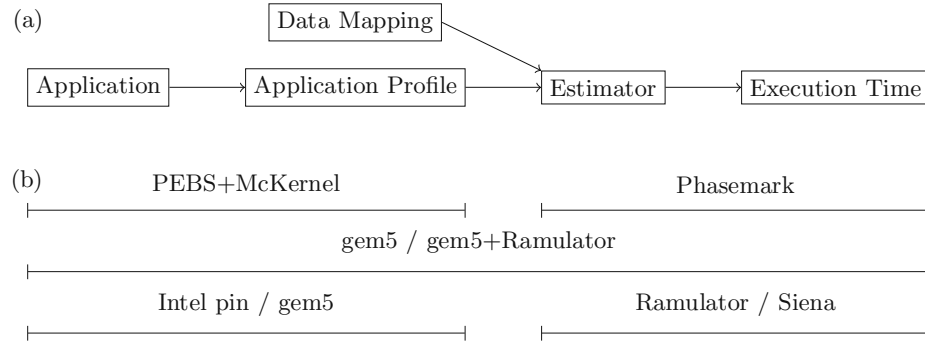 (a)
Data Mapping
Application
Application Profile
Estimator
Execution Time
(b)
PEBS+McKernel
Phasemark
gem5 / gem5+Ramulator
Intel pin / gem5
Ramulator / Siena